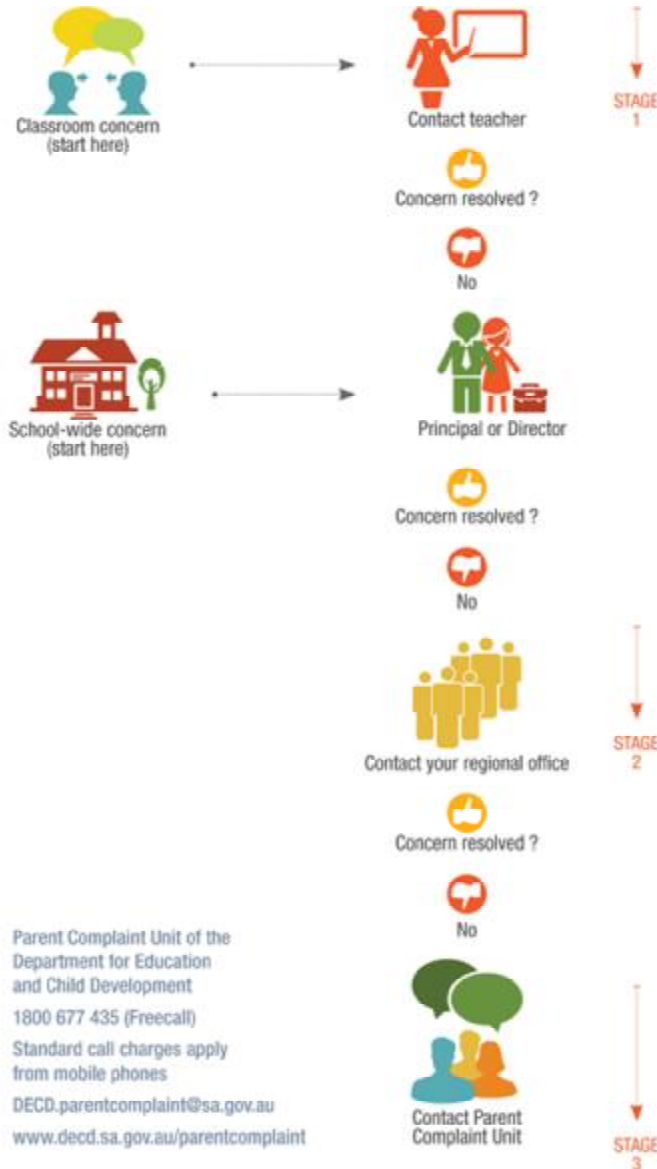 Classroom concern
(start here)
Contact teacher
STAGE
1
Concern resolved ?
No
School-wide concern
(start here)
Principal or Director
Concern resolved ?
No
Contact your regional office
STAGE
2
Concern resolved ?
No
Parent Complaint Unit of the
Department for Education
and Child Development
1800 677 435 (Freecall)
Standard call charges apply
from mobile phones
DECD.parentcomplaint@sa.gov.au
www.decd.sa.gov.au/parentcomplaint
Contact Parent
Complaint Unit
STAGE
3